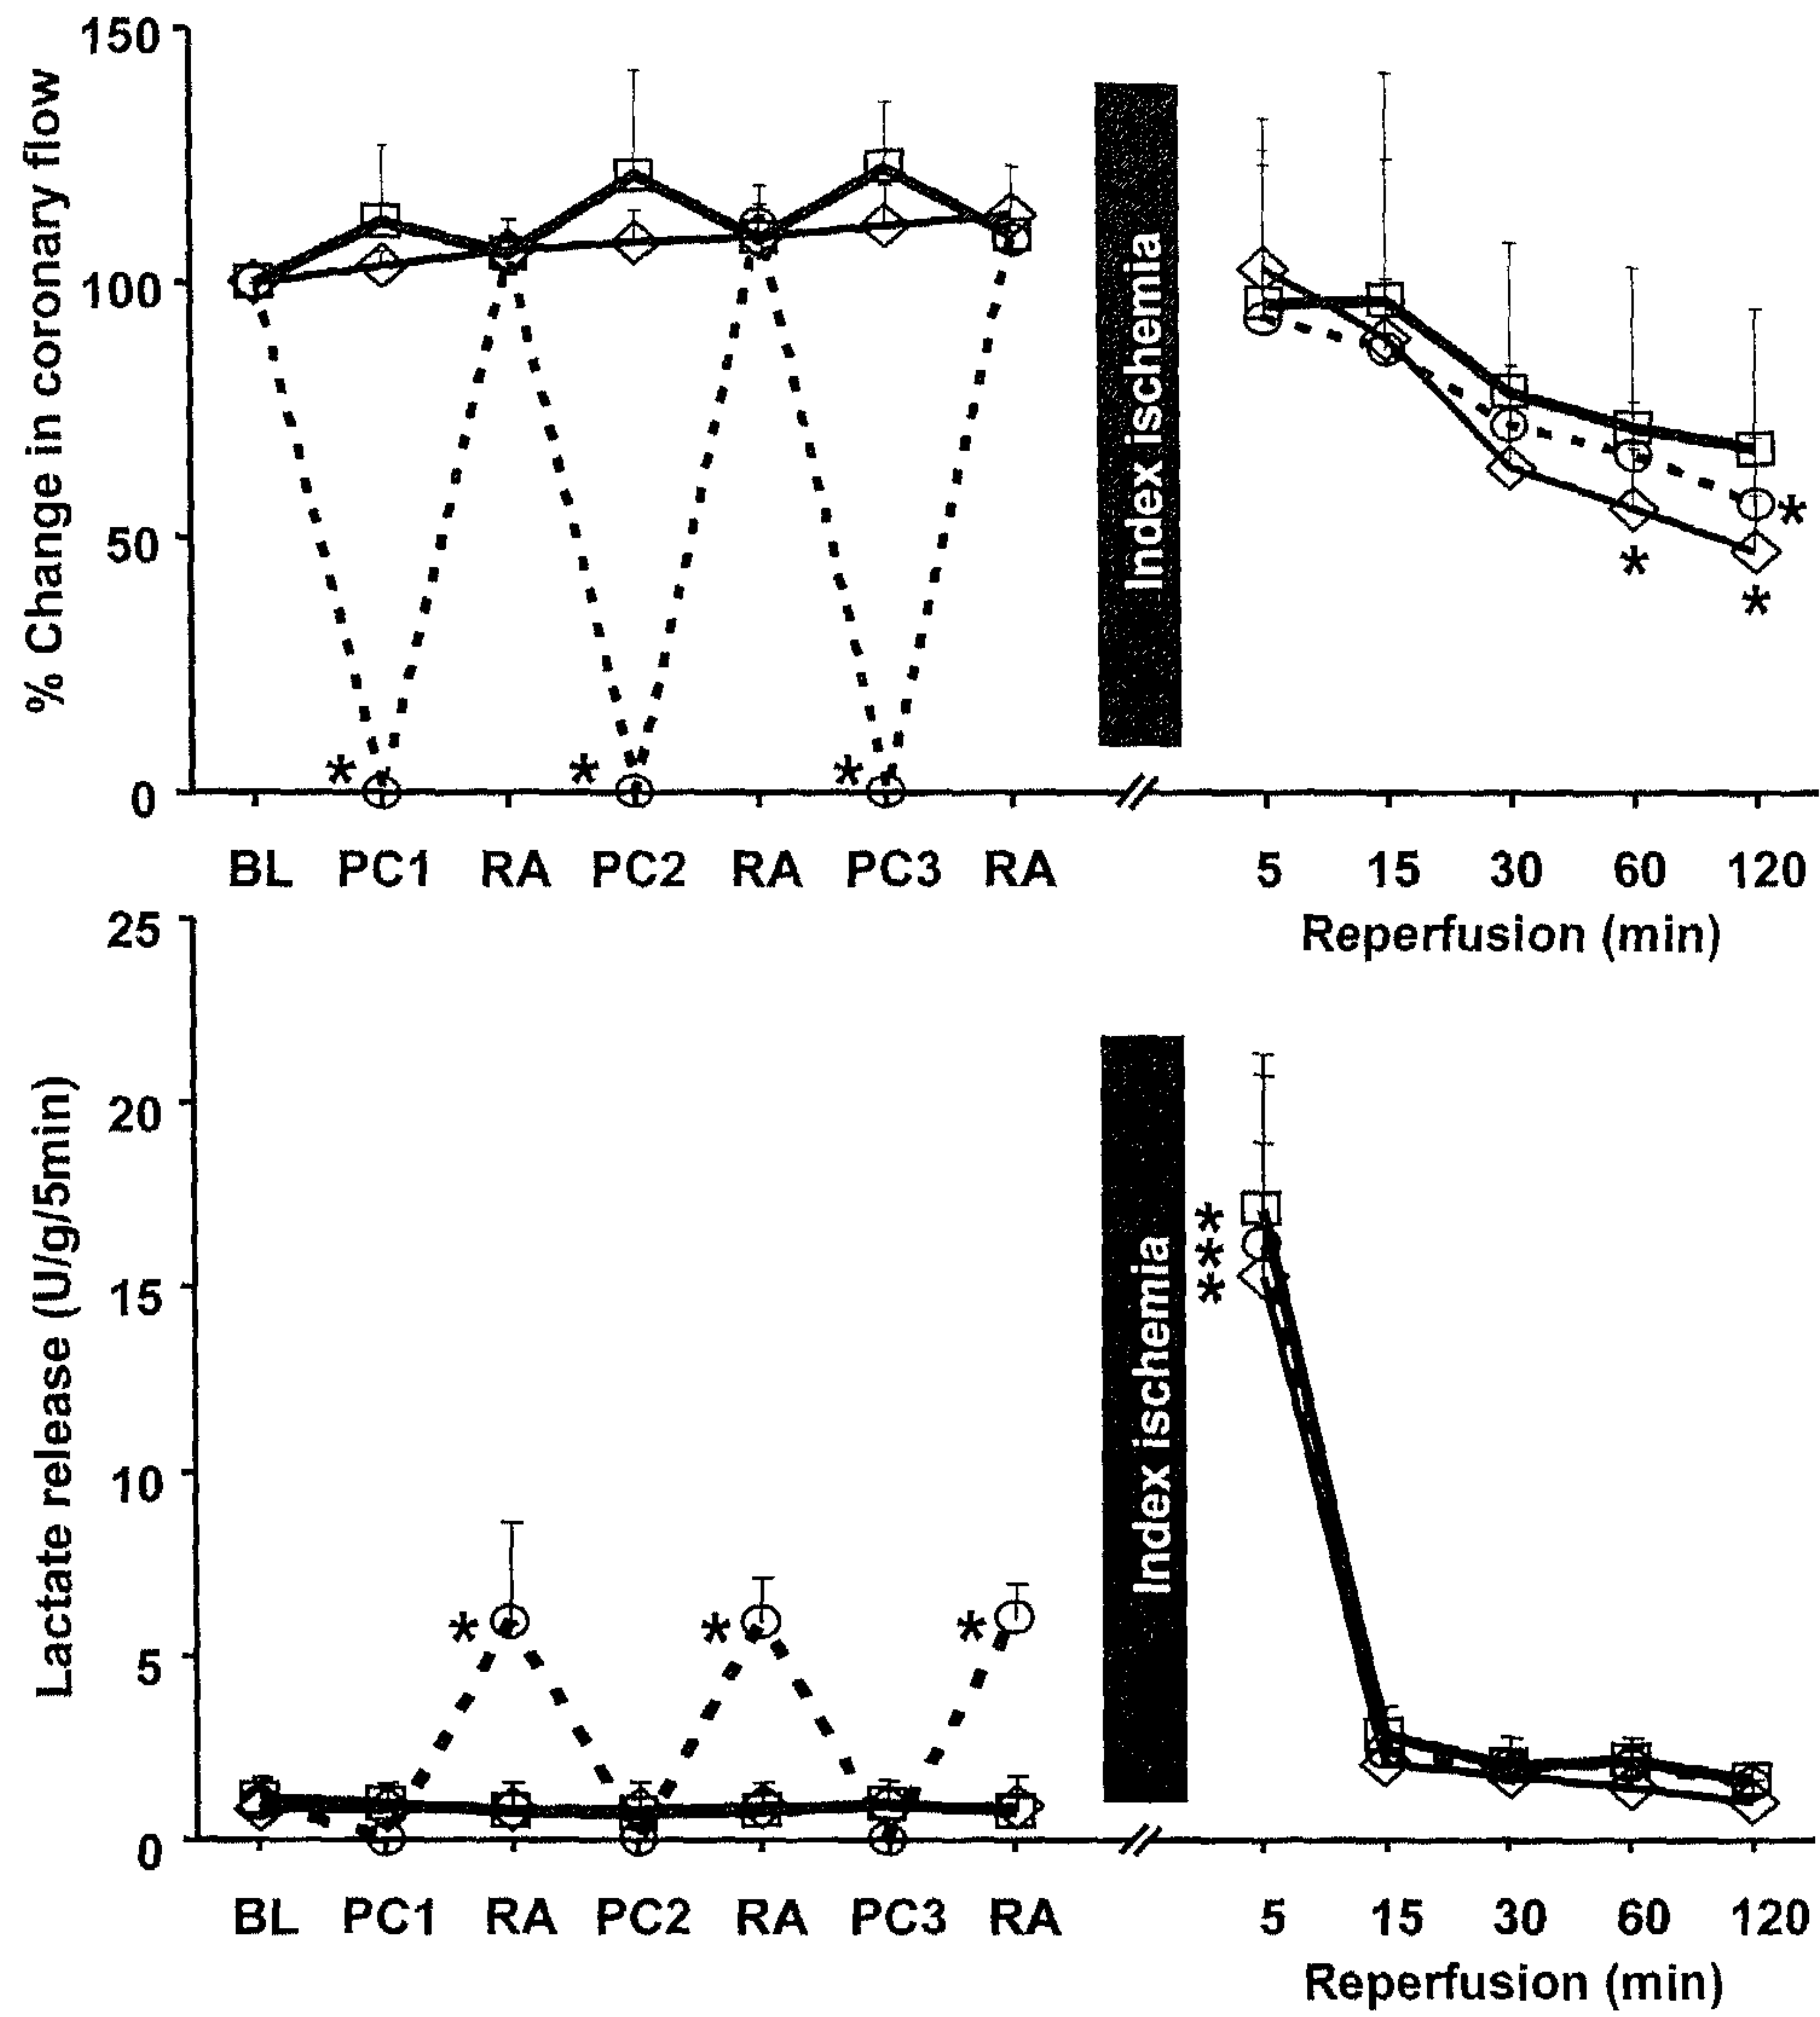 % Change in coronary flow
150
100
50
0
*
*
*
Index ischemia
*
*
*
BL PC1 RA PC2 RA PC3 RA 5 15 30 60 120
Reperfusion (min)
Lactate release (U/g/5min)
25
20
15
10
5
0
*
*
*
Index ischemia
***
BL PC1 RA PC2 RA PC3 RA 5 15 30 60 120
Reperfusion (min)